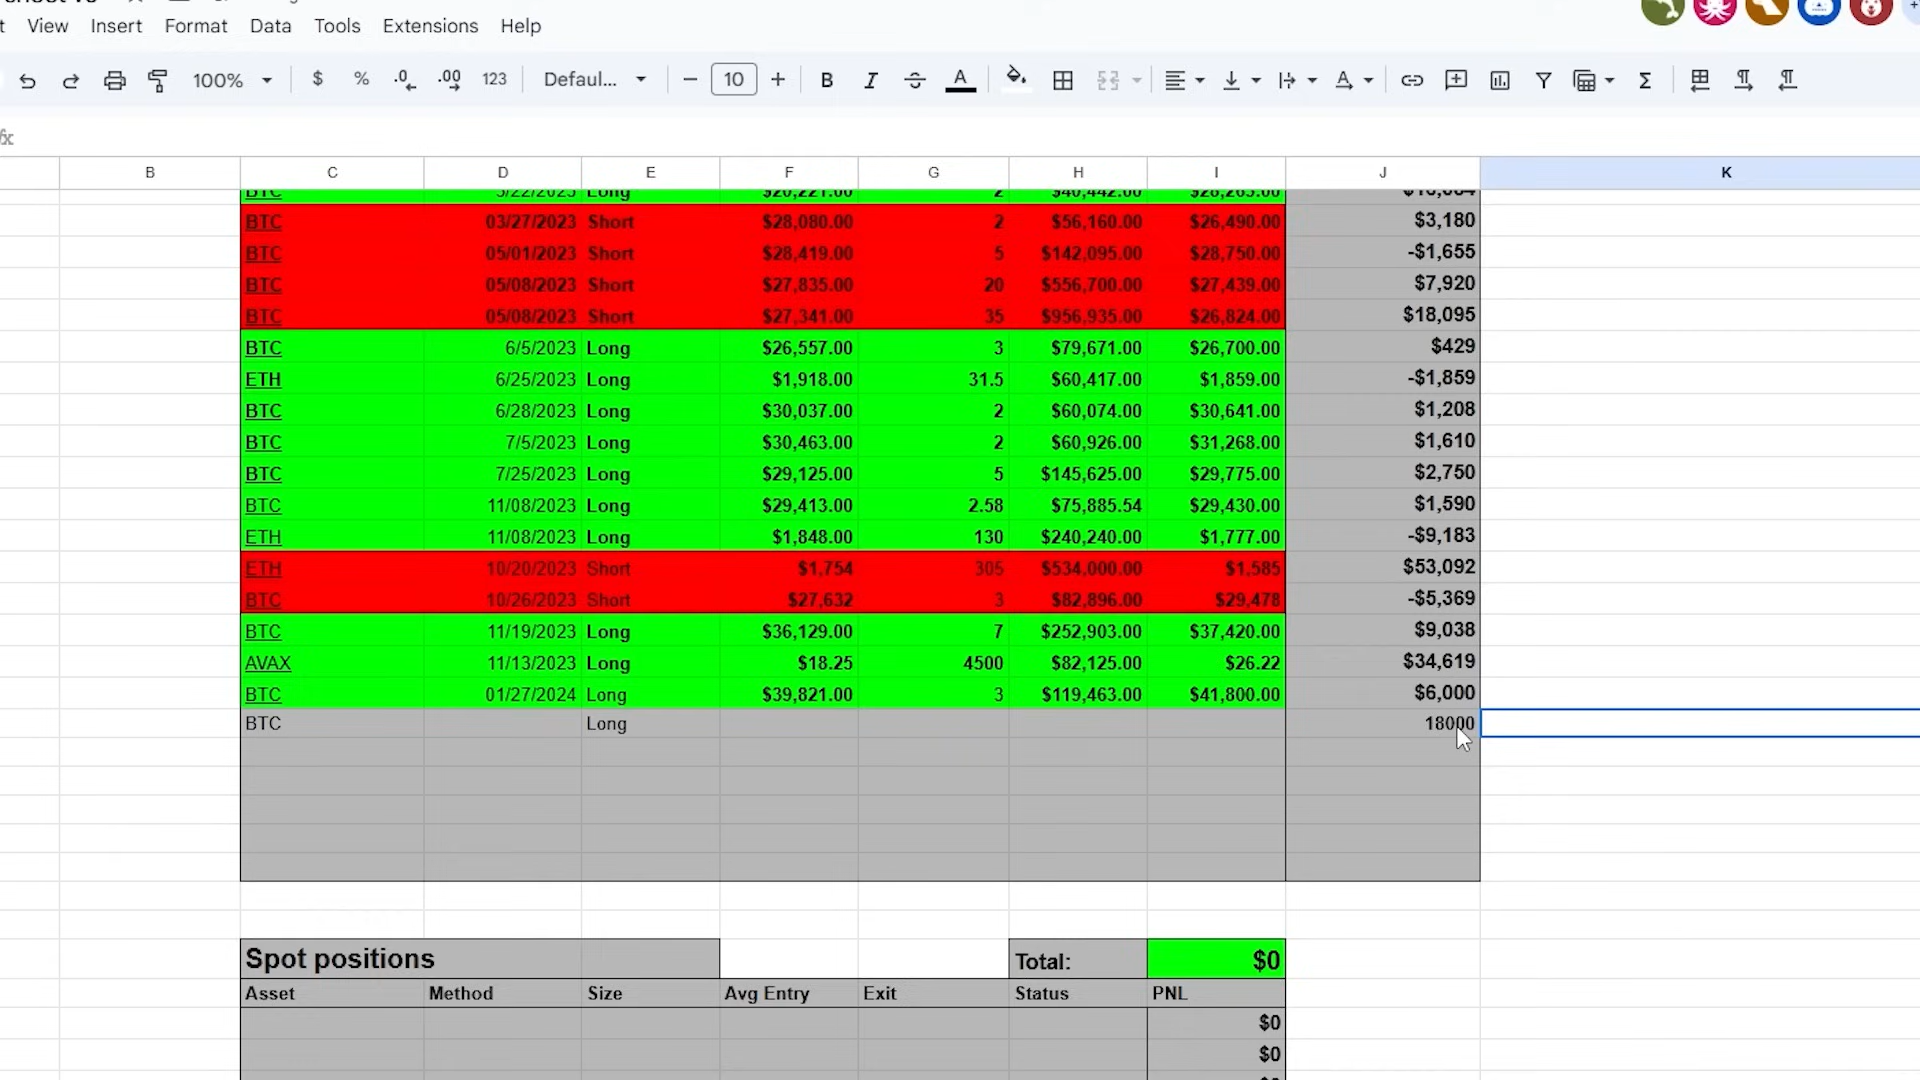 View Insert Format Data Tools Extensions Help
100% $ % .0 .00 123 Defaul... 10 B I A A Σ
fx
B C D E F G H I J K
BTC Long $20,221.00 2 $40,442.00
BTC 03/27/2023 Short $28,080.00 2 $56,160.00 $26,490.00 $3,180
BTC 05/01/2023 Short $28,419.00 5 $142,095.00 $28,750.00 -$1,655
BTC 05/08/2023 Short $27,835.00 20 $556,700.00 $27,439.00 $7,920
BTC 05/08/2023 Short $27,341.00 35 $956,935.00 $26,824.00 $18,095
BTC 6/5/2023 Long $26,557.00 3 $79,671.00 $26,700.00 $429
ETH 6/25/2023 Long $1,918.00 31.5 $60,417.00 $1,859.00 -$1,859
BTC 6/28/2023 Long $30,037.00 2 $60,074.00 $30,641.00 $1,208
BTC 7/5/2023 Long $30,463.00 2 $60,926.00 $31,268.00 $1,610
BTC 7/25/2023 Long $29,125.00 5 $145,625.00 $29,775.00 $2,750
BTC 11/08/2023 Long $29,413.00 2.58 $75,885.54 $29,430.00 $1,590
ETH 11/08/2023 Long $1,848.00 130 $240,240.00 $1,777.00 -$9,183
ETH 10/20/2023 Short $1,754 305 $534,000.00 $1,585 $53,092
BTC 10/26/2023 Short $27,632 3 $82,896.00 $29,478 -$5,369
BTC 11/19/2023 Long $36,129.00 7 $252,903.00 $37,420.00 $9,038
AVAX 11/13/2023 Long $18.25 4500 $82,125.00 $26.22 $34,619
BTC 01/27/2024 Long $39,821.00 3 $119,463.00 $41,800.00 $6,000
BTC Long 18000
Spot positions Total: $0
Asset Method Size Avg Entry Exit Status PNL
$0
$0